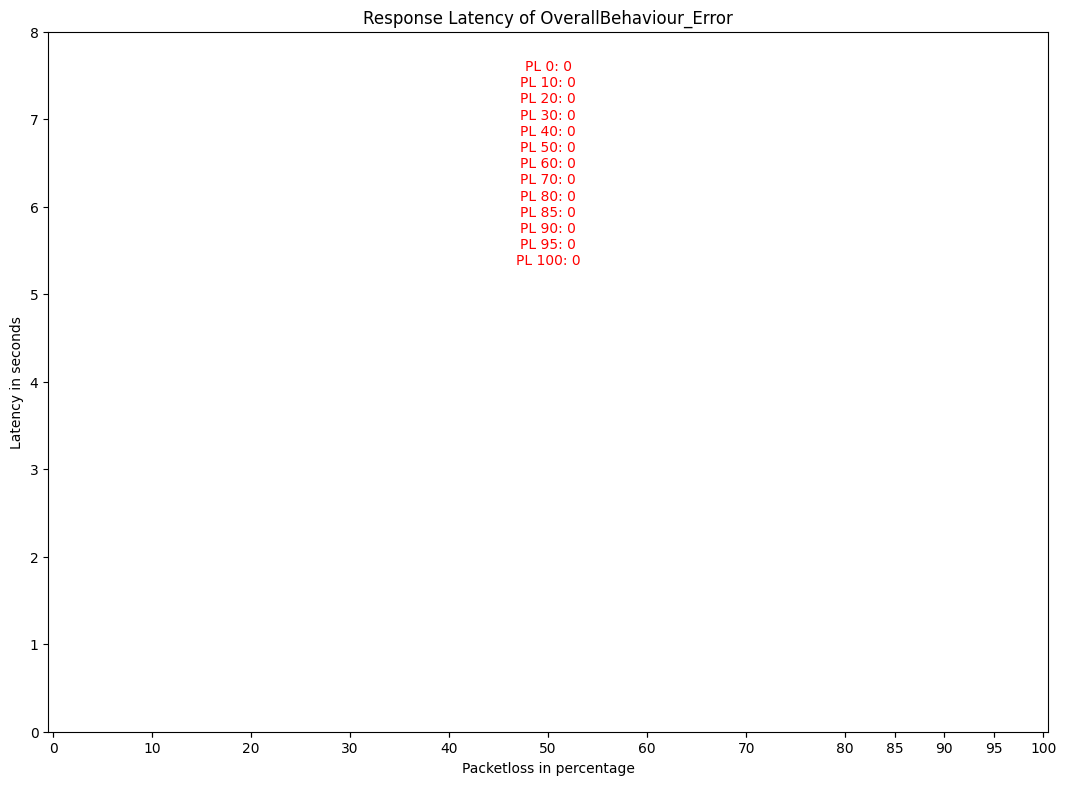 Response Latency of OverallBehaviour_Error
8
7
6
5
4
3
2
1
0
Latency in seconds
PL 0: 0
PL 10: 0
PL 20: 0
PL 30: 0
PL 40: 0
PL 50: 0
PL 60: 0
PL 70: 0
PL 80: 0
PL 85: 0
PL 90: 0
PL 95: 0
PL 100: 0
0 10 20 30 40 50 60 70 80 85 90 95 100
Packetloss in percentage